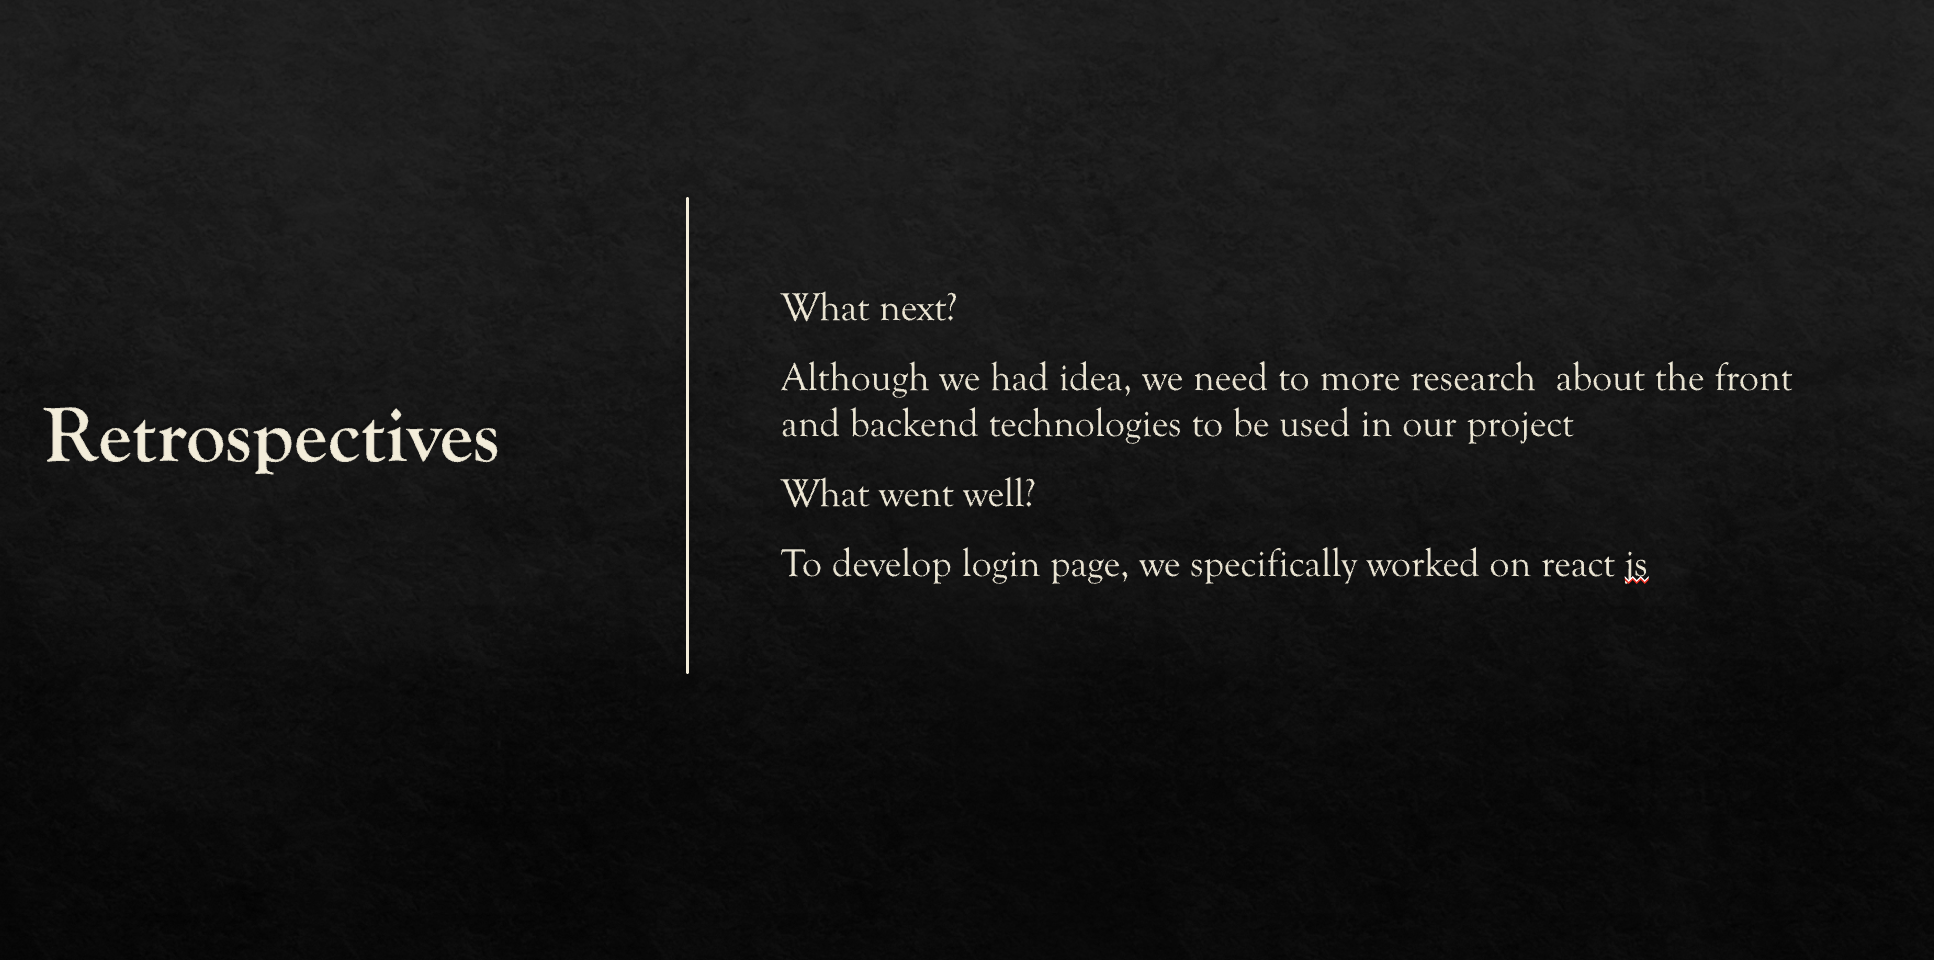 Retrospectives
What next?
Although we had idea, we need to more research  about the front
and backend technologies to be used in our project
What went well?
To develop login page, we specifically worked on react js